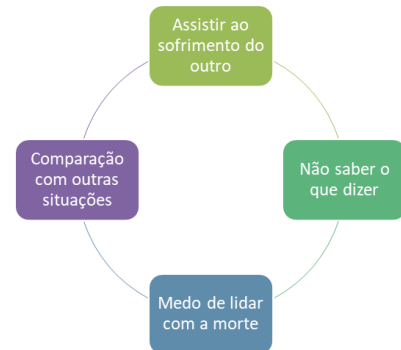 Assistir ao
sofrimento do
outro
Não saber o
que dizer
Medo de lidar
com a morte
Comparação
com outras
situações